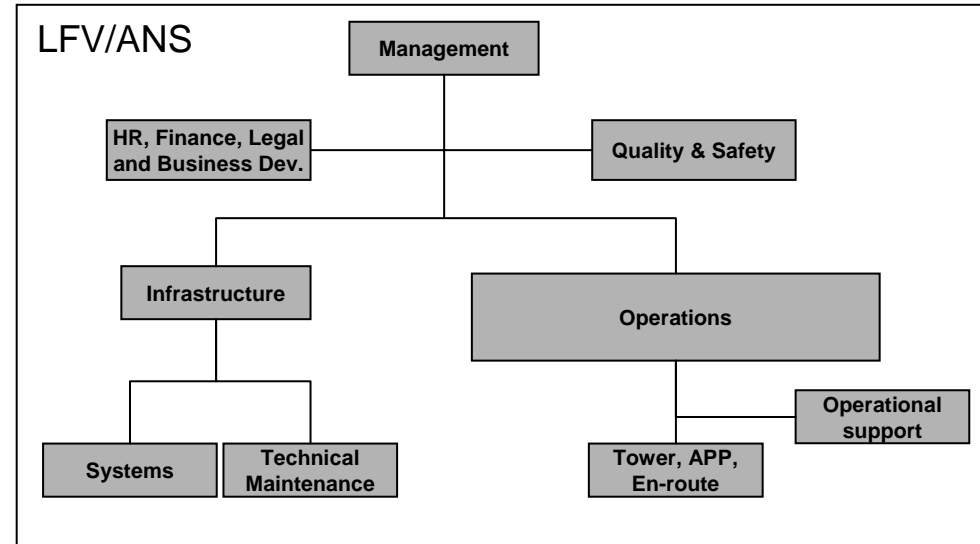 LFV/ANS
Management
HR, Finance, Legal
and Business Dev.
Quality & Safety
Infrastructure
Operations
Operational
support
Systems
Technical
Maintenance
Tower, APP,
En-route